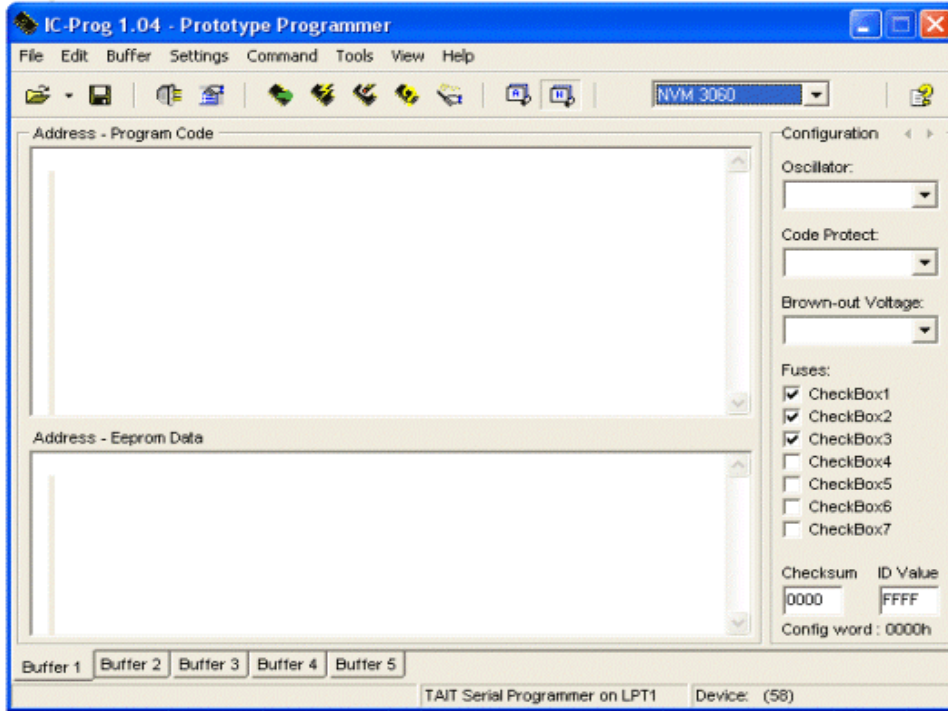 IC-Prog 1.04 - Prototype Programmer
File Edit Buffer Settings Command Tools View Help
NVM 3060
Address - Program Code
Configuration
Oscillator:
Code Protect:
Brown-out Voltage:
Fuses:
CheckBox1
CheckBox2
CheckBox3
CheckBox4
CheckBox5
CheckBox6
CheckBox7
Address - Eeprom Data
Checksum ID Value
0000 FFFF
Config word : 0000h
Buffer 1 Buffer 2 Buffer 3 Buffer 4 Buffer 5
TAIT Serial Programmer on LPT1 Device: (58)